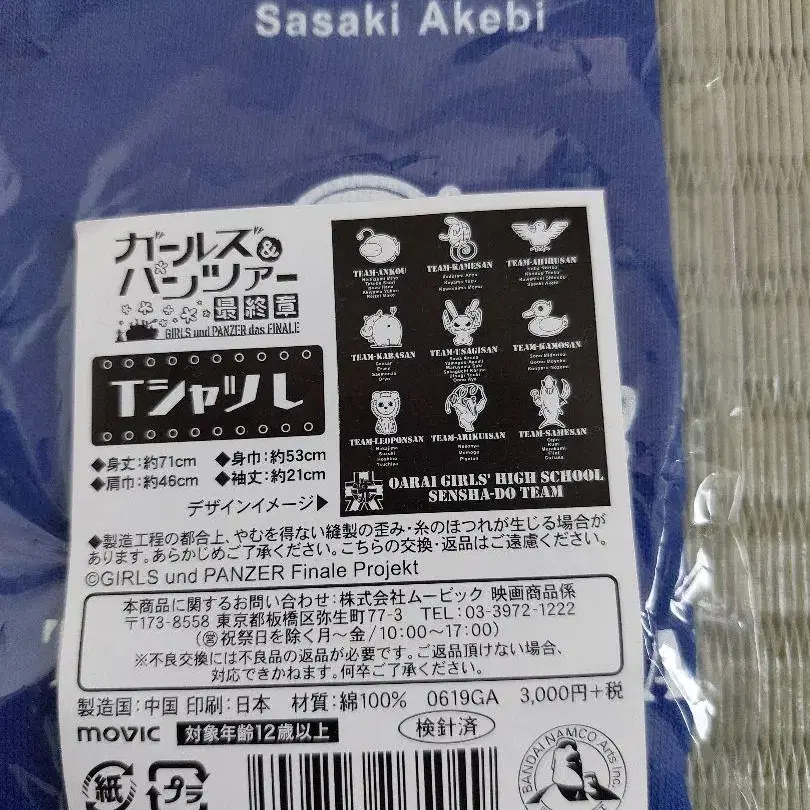 Sasaki Akebi
ガールズ&
パンツァー
最終章
GIRLS und PANZER das FINALE
TシャツL
◆身丈:約71cm ◆身巾:約53cm
◆肩巾:約46cm ◆袖丈:約21cm
デザインイメージ▶
TEAM-ANKOU
TEAM-KAMESAN
TEAM-AHIRUSAN
TEAM-KABASAN
TEAM-USAGISAN
TEAM-KAMOSAN
TEAM-LEOPONSAN
TEAM-ARIKUISAN
TEAM-SAMESAN
OARAI GIRLS' HIGH SCHOOL
SENSHA-DO TEAM
◆製造工程の都合上、やむを得ない縫製の歪み・糸のほつれが生じる場合が
あります。あらかじめご了承ください。こちらの交換・返品はご遠慮ください。
©GIRLS und PANZER Finale Projekt
本商品に関するお問い合わせ:株式会社ムービック 映画商品係
〒173-8558 東京都板橋区弥生町77-3 TEL:03-3972-1222
(㊡祝祭日を除く月~金/10:00~17:00)
※不良交換には不良品の返品が必要です。ご返品頂けない場合、
対応できかねます。何卒ご了承ください。
製造国:中国 印刷:日本 材質:綿100% 0619GA 3,000円+税
movic 対象年齢12歳以上 検針済
紙 プラ
BANDAI NAMCO Arts Inc.